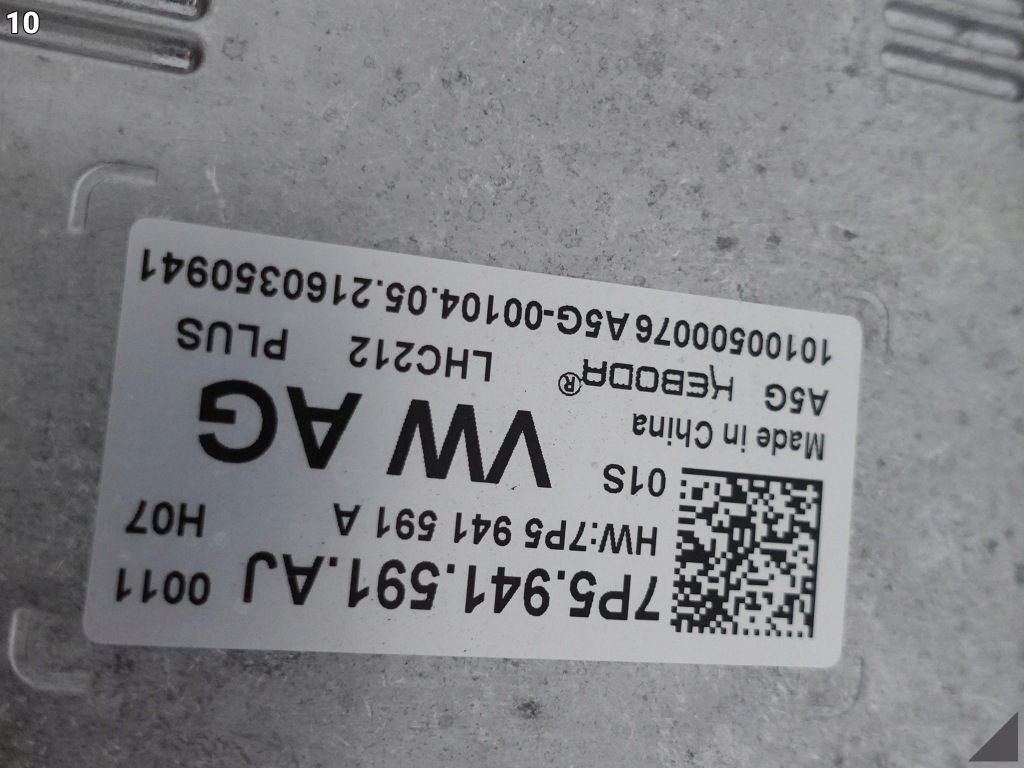 10
7P5.941.591.AJ 0011
HW:7P5 941 591 A H07
01S VW AG
Made in China
A5G KEBODA® LHC212 PLUS
10100500076 A5G-00104.05.2160350941